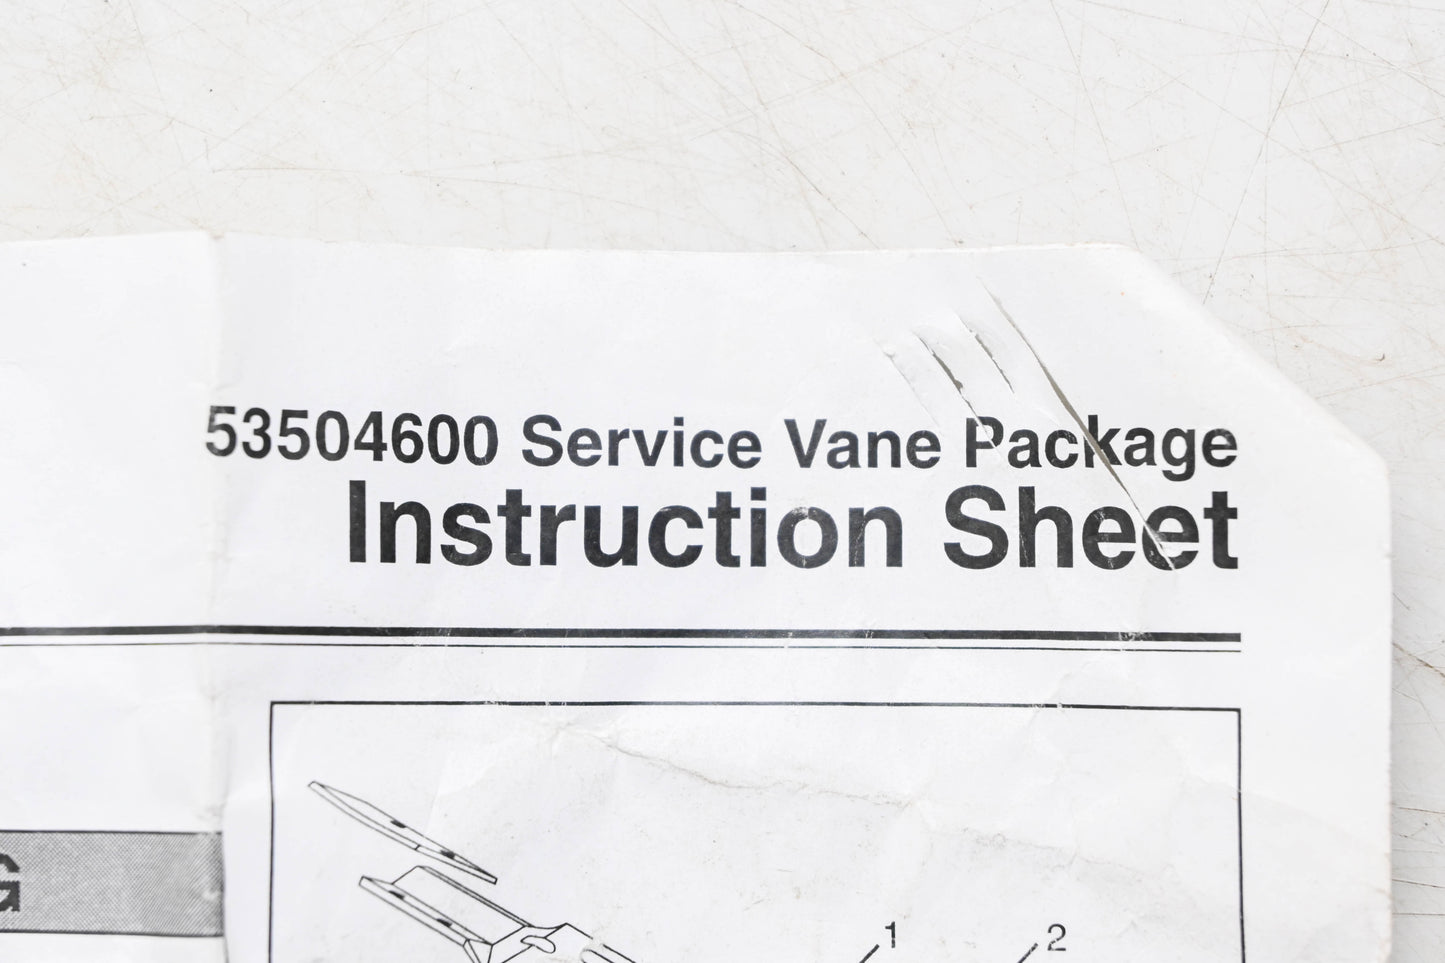 53504600 Service Vane Package
Instruction Sheet
G
1
2